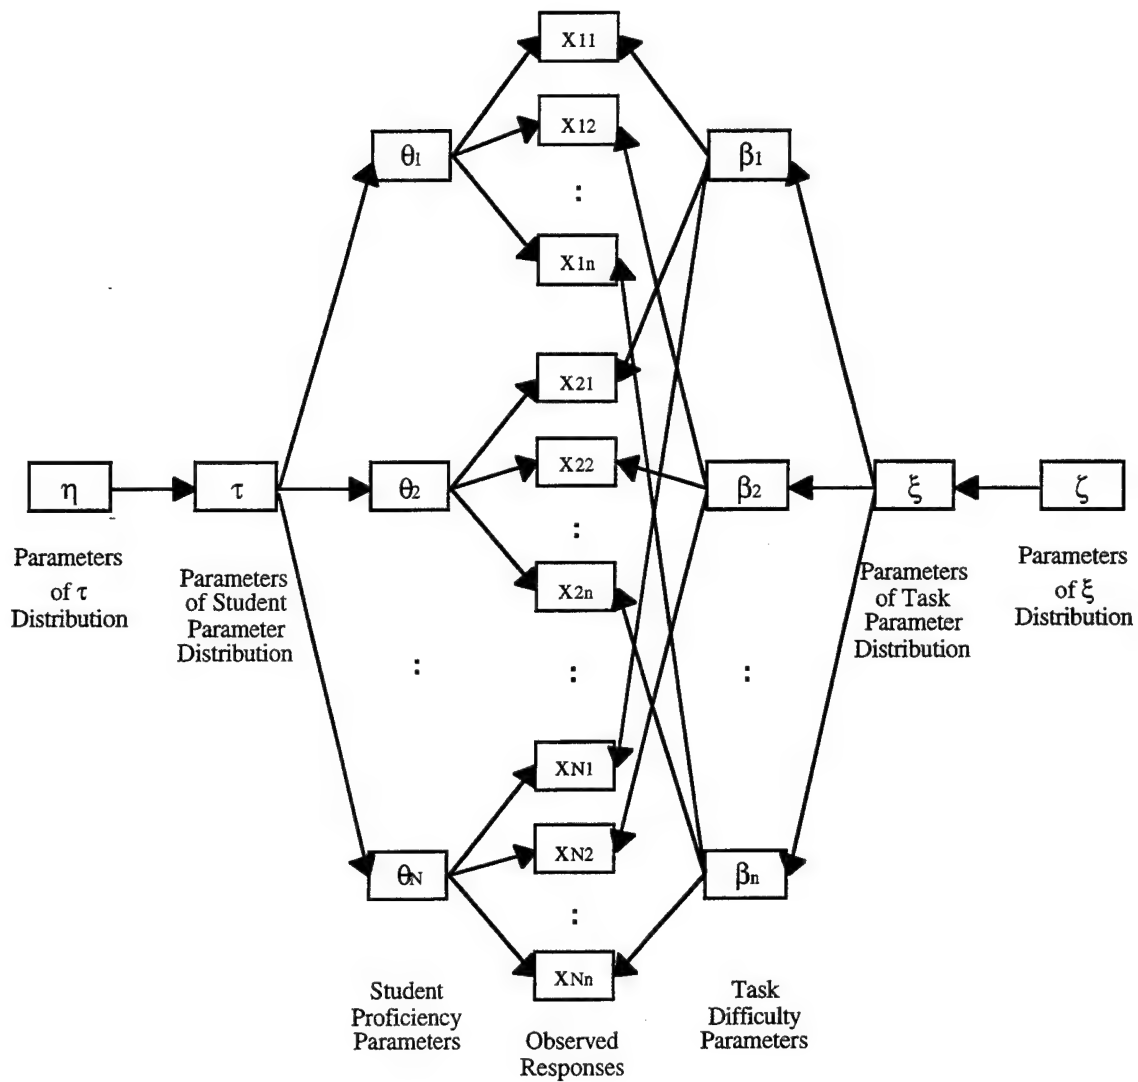 X11
X12
θ1
β1
:
X1n
X21
X22
η
τ
θ2
β2
ξ
ζ
:
X2n
Parameters
of τ
Distribution
Parameters
of Student
Parameter
Distribution
Parameters
of Task
Parameter
Distribution
Parameters
of ξ
Distribution
:
:
:
XN1
XN2
θN
βn
:
XNn
Student
Proficiency
Parameters
Observed
Responses
Task
Difficulty
Parameters